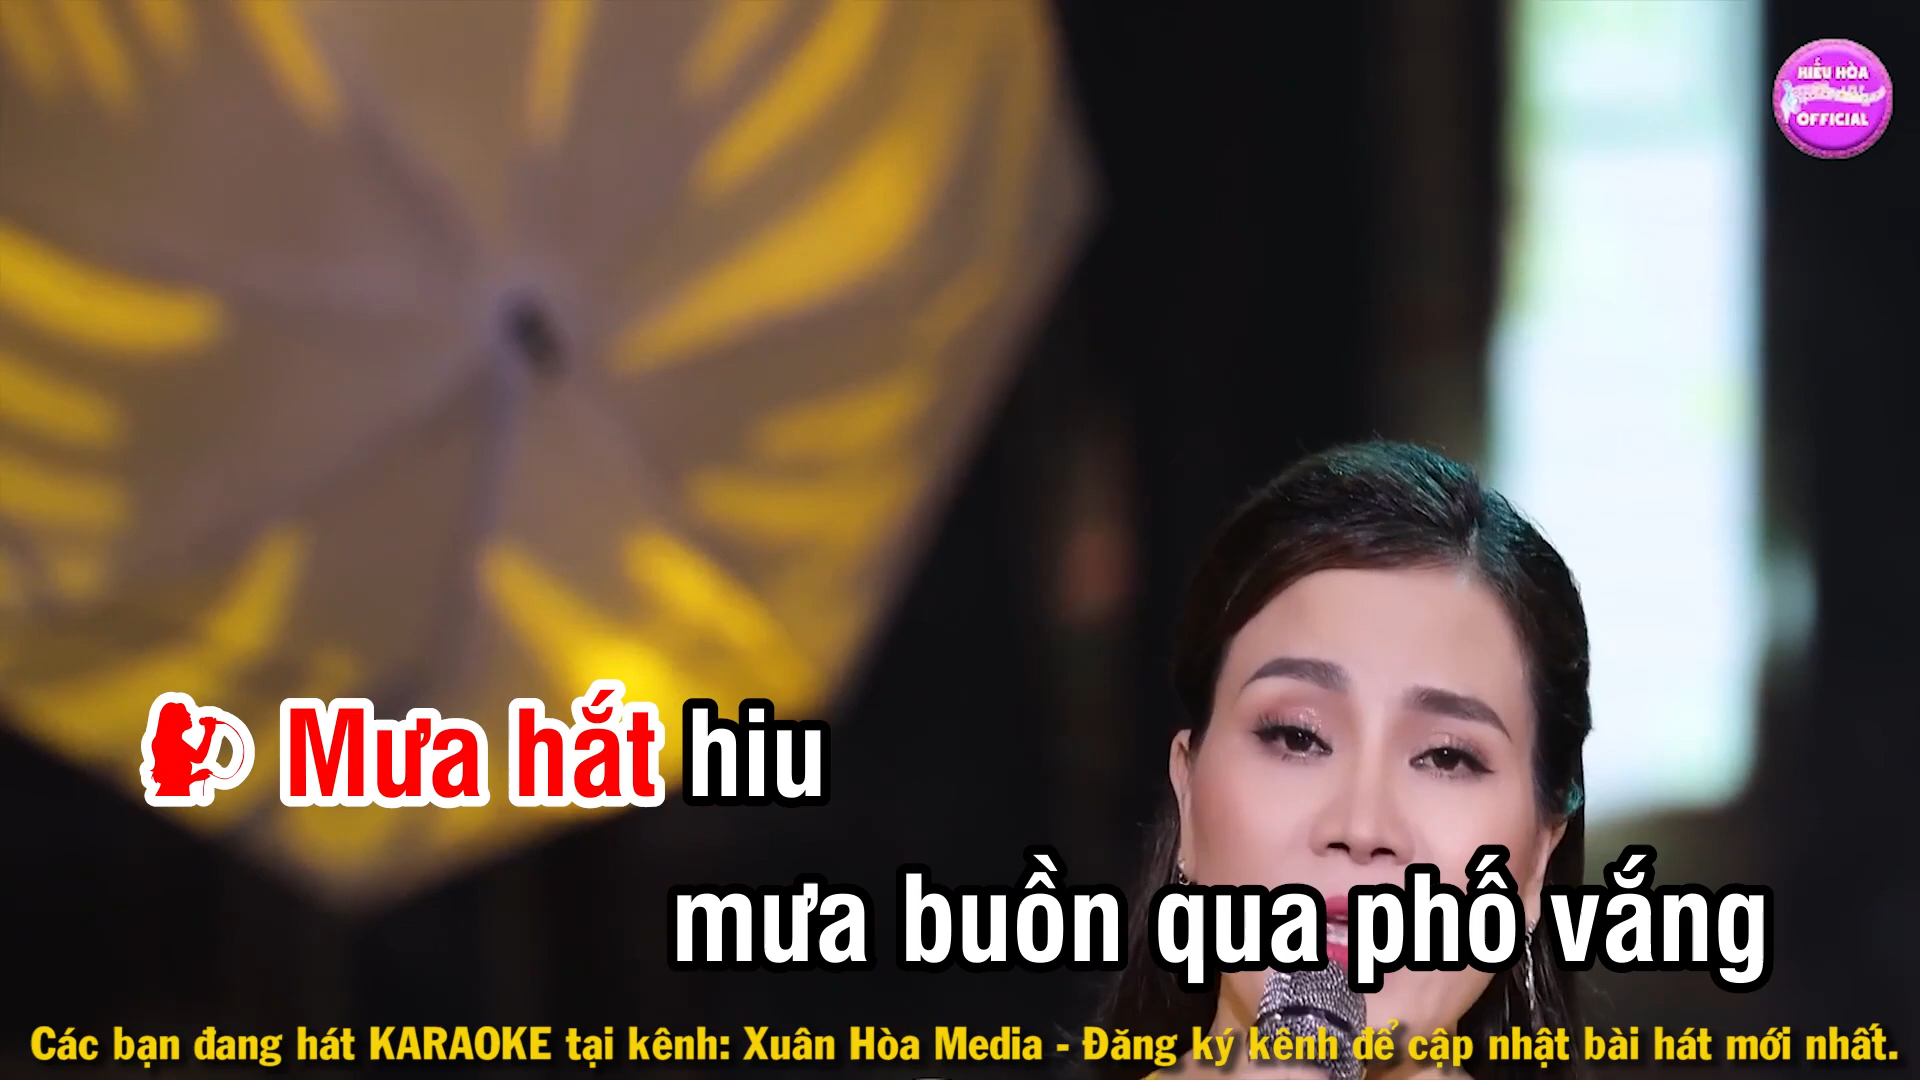 HIẾU HÒA
OFFICIAL
Mưa hắt hiu
mưa buồn qua phố vắng
Các bạn đang hát KARAOKE tại kênh: Xuân Hòa Media - Đăng ký kênh để cập nhật bài hát mới nhất.